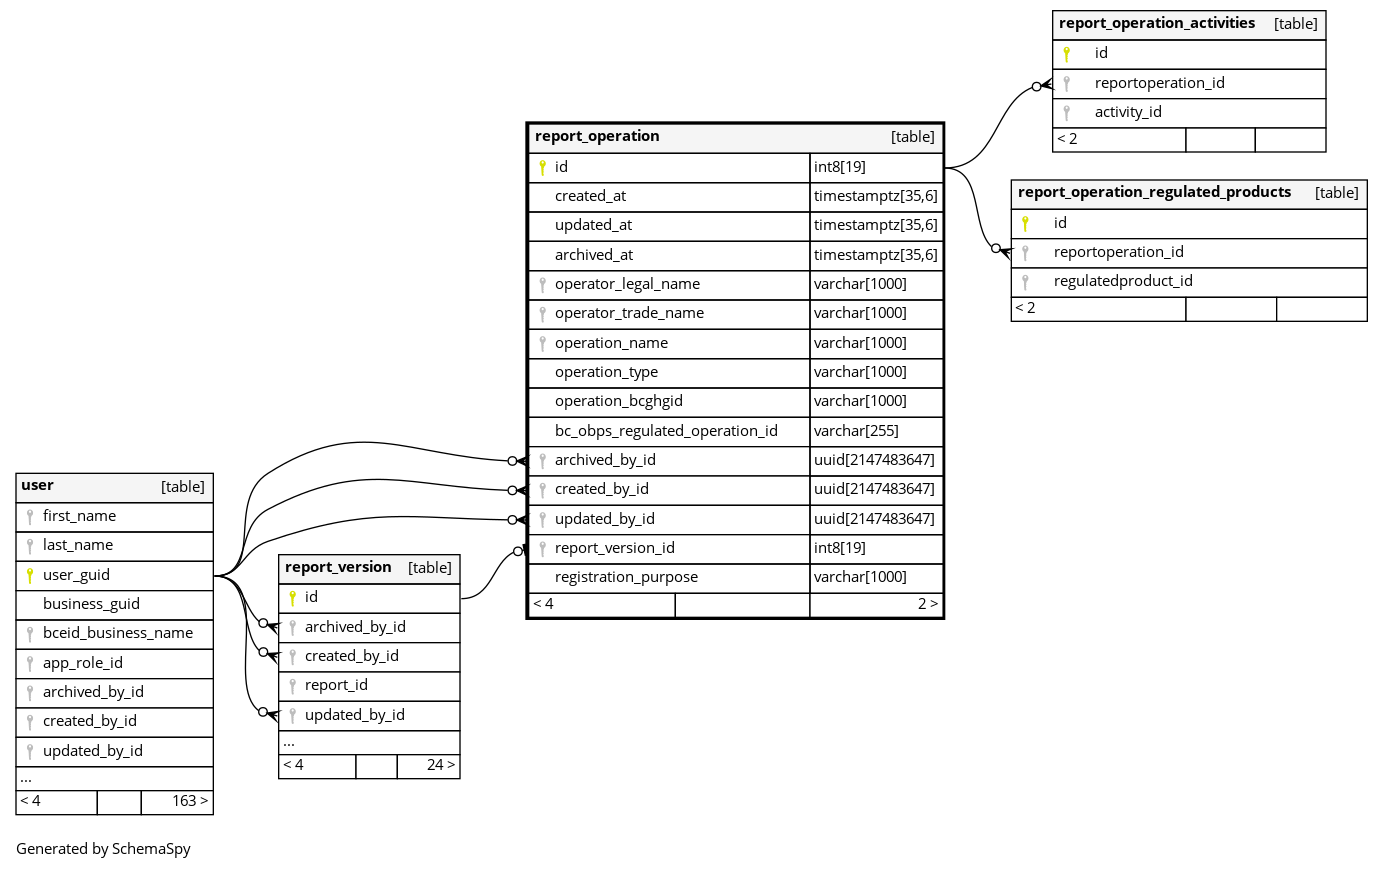 report_operation_activities [table]
id
reportoperation_id
activity_id
< 2
report_operation [table]
id int8[19]
created_at timestamptz[35,6]
updated_at timestamptz[35,6]
archived_at timestamptz[35,6]
operator_legal_name varchar[1000]
operator_trade_name varchar[1000]
operation_name varchar[1000]
operation_type varchar[1000]
operation_bcghgid varchar[1000]
bc_obps_regulated_operation_id varchar[255]
archived_by_id uuid[2147483647]
created_by_id uuid[2147483647]
updated_by_id uuid[2147483647]
report_version_id int8[19]
registration_purpose varchar[1000]
< 4 2 >
report_operation_regulated_products [table]
id
reportoperation_id
regulatedproduct_id
< 2
user [table]
first_name
last_name
user_guid
business_guid
bceid_business_name
app_role_id
archived_by_id
created_by_id
updated_by_id
...
< 4 163 >
report_version [table]
id
archived_by_id
created_by_id
report_id
updated_by_id
...
< 4 24 >
Generated by SchemaSpy